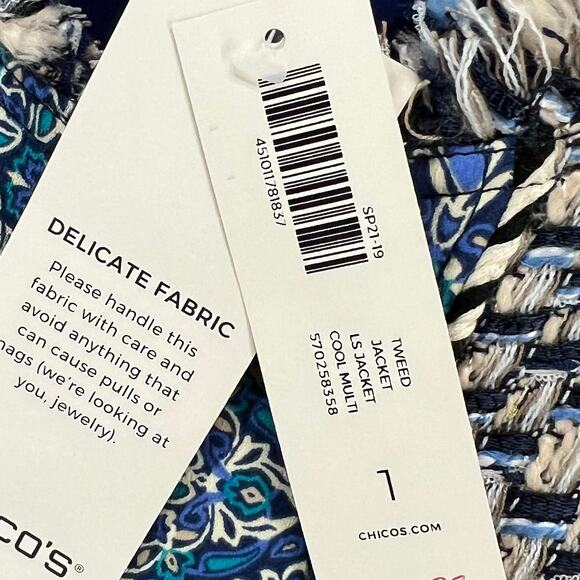 DELICATE FABRIC
Please handle this
fabric with care and
avoid anything that
can cause pulls or
nags (we're looking at
you, jewelry).
CO'S®
451011781837
SP21-19
TWEED
JACKET
LS JACKET
COOL MULTI
570258358
1
CHICOS.COM